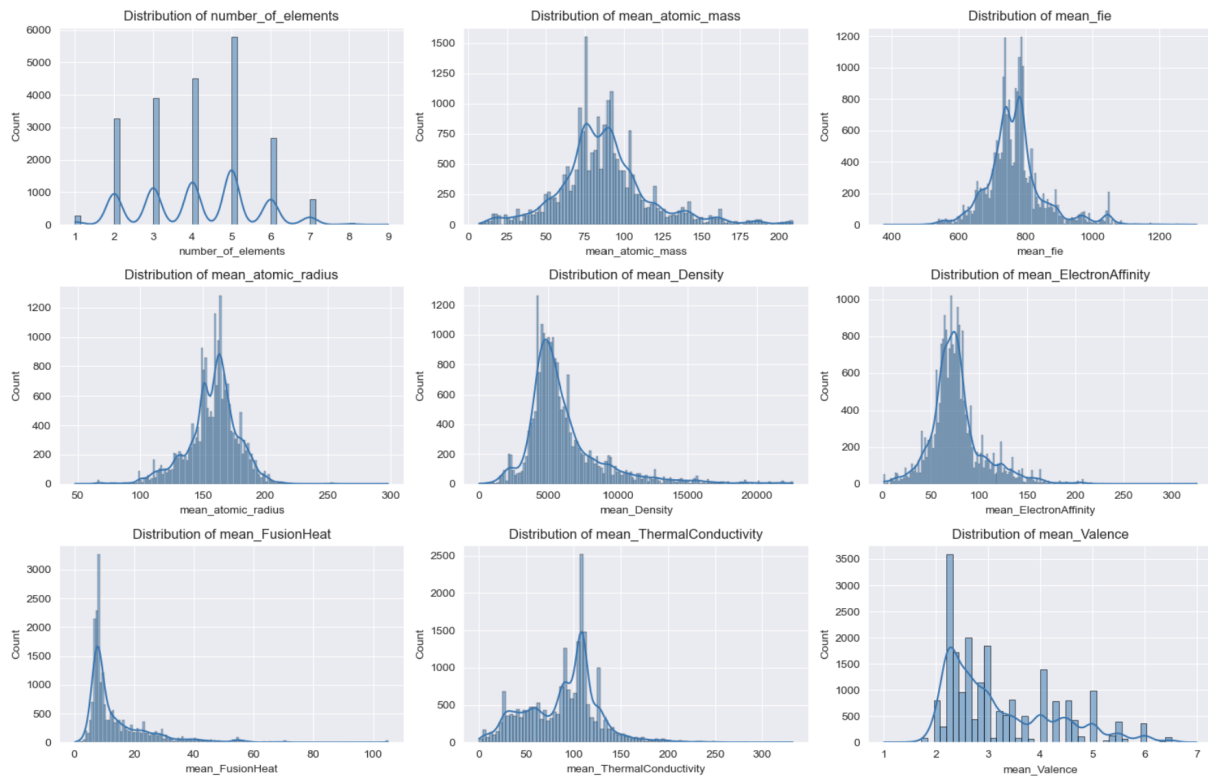 Distribution of number_of_elements
6000
5000
4000
3000
2000
1000
0
Count
1 2 3 4 5 6 7 8 9
number_of_elements
Distribution of mean_atomic_mass
1500
1250
1000
750
500
250
0
Count
0 25 50 75 100 125 150 175 200
mean_atomic_mass
Distribution of mean_fie
1200
1000
800
600
400
200
0
Count
400 600 800 1000 1200
mean_fie
Distribution of mean_atomic_radius
1200
1000
800
600
400
200
0
Count
50 100 150 200 250 300
mean_atomic_radius
Distribution of mean_Density
1200
1000
800
600
400
200
0
Count
0 5000 10000 15000 20000
mean_Density
Distribution of mean_ElectronAffinity
1000
800
600
400
200
0
Count
0 50 100 150 200 250 300
mean_ElectronAffinity
Distribution of mean_FusionHeat
3000
2500
2000
1500
1000
500
0
Count
0 20 40 60 80 100
mean_FusionHeat
Distribution of mean_ThermalConductivity
2500
2000
1500
1000
500
0
Count
0 50 100 150 200 250 300
mean_ThermalConductivity
Distribution of mean_Valence
3500
3000
2500
2000
1500
1000
500
0
Count
1 2 3 4 5 6 7
mean_Valence